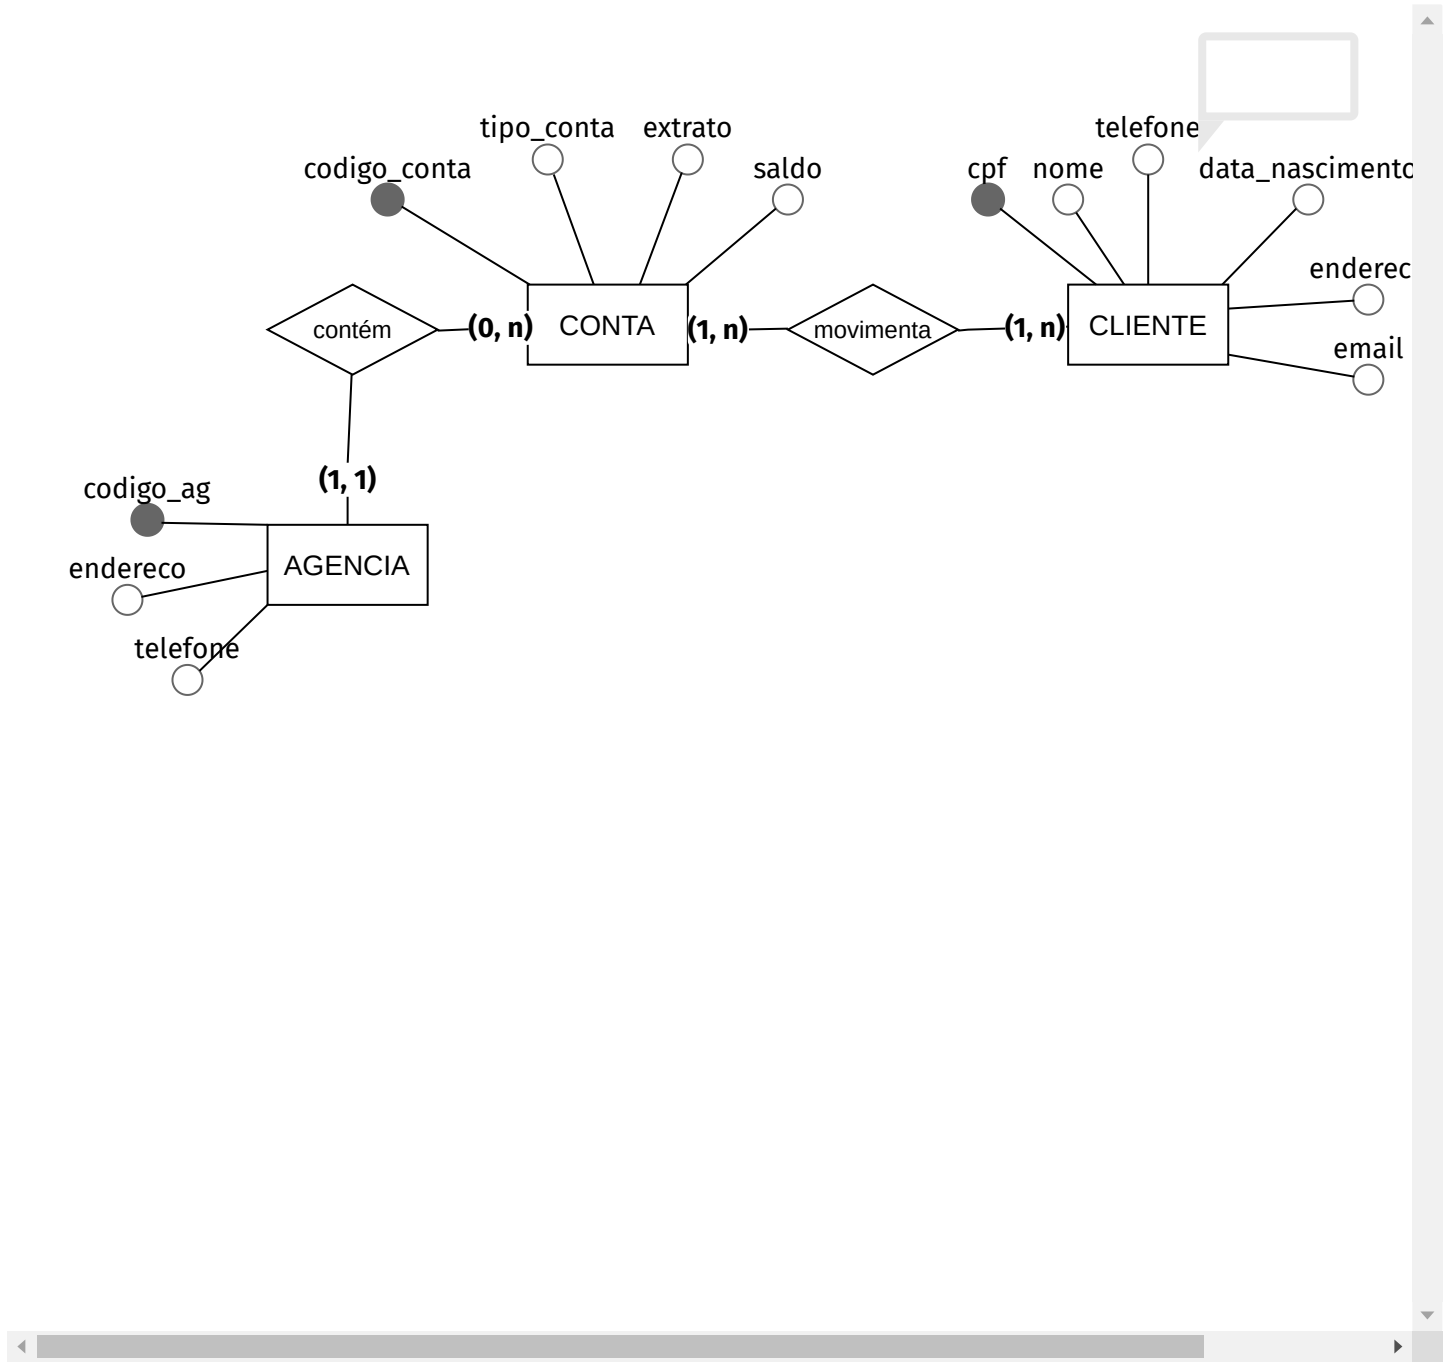 tipo_conta
extrato
telefone
codigo_conta
saldo
cpf
nome
data_nascimento
enderec
contém
(0, n)
CONTA
(1, n)
movimenta
(1, n)
CLIENTE
email
(1, 1)
codigo_ag
endereco
AGENCIA
telefone